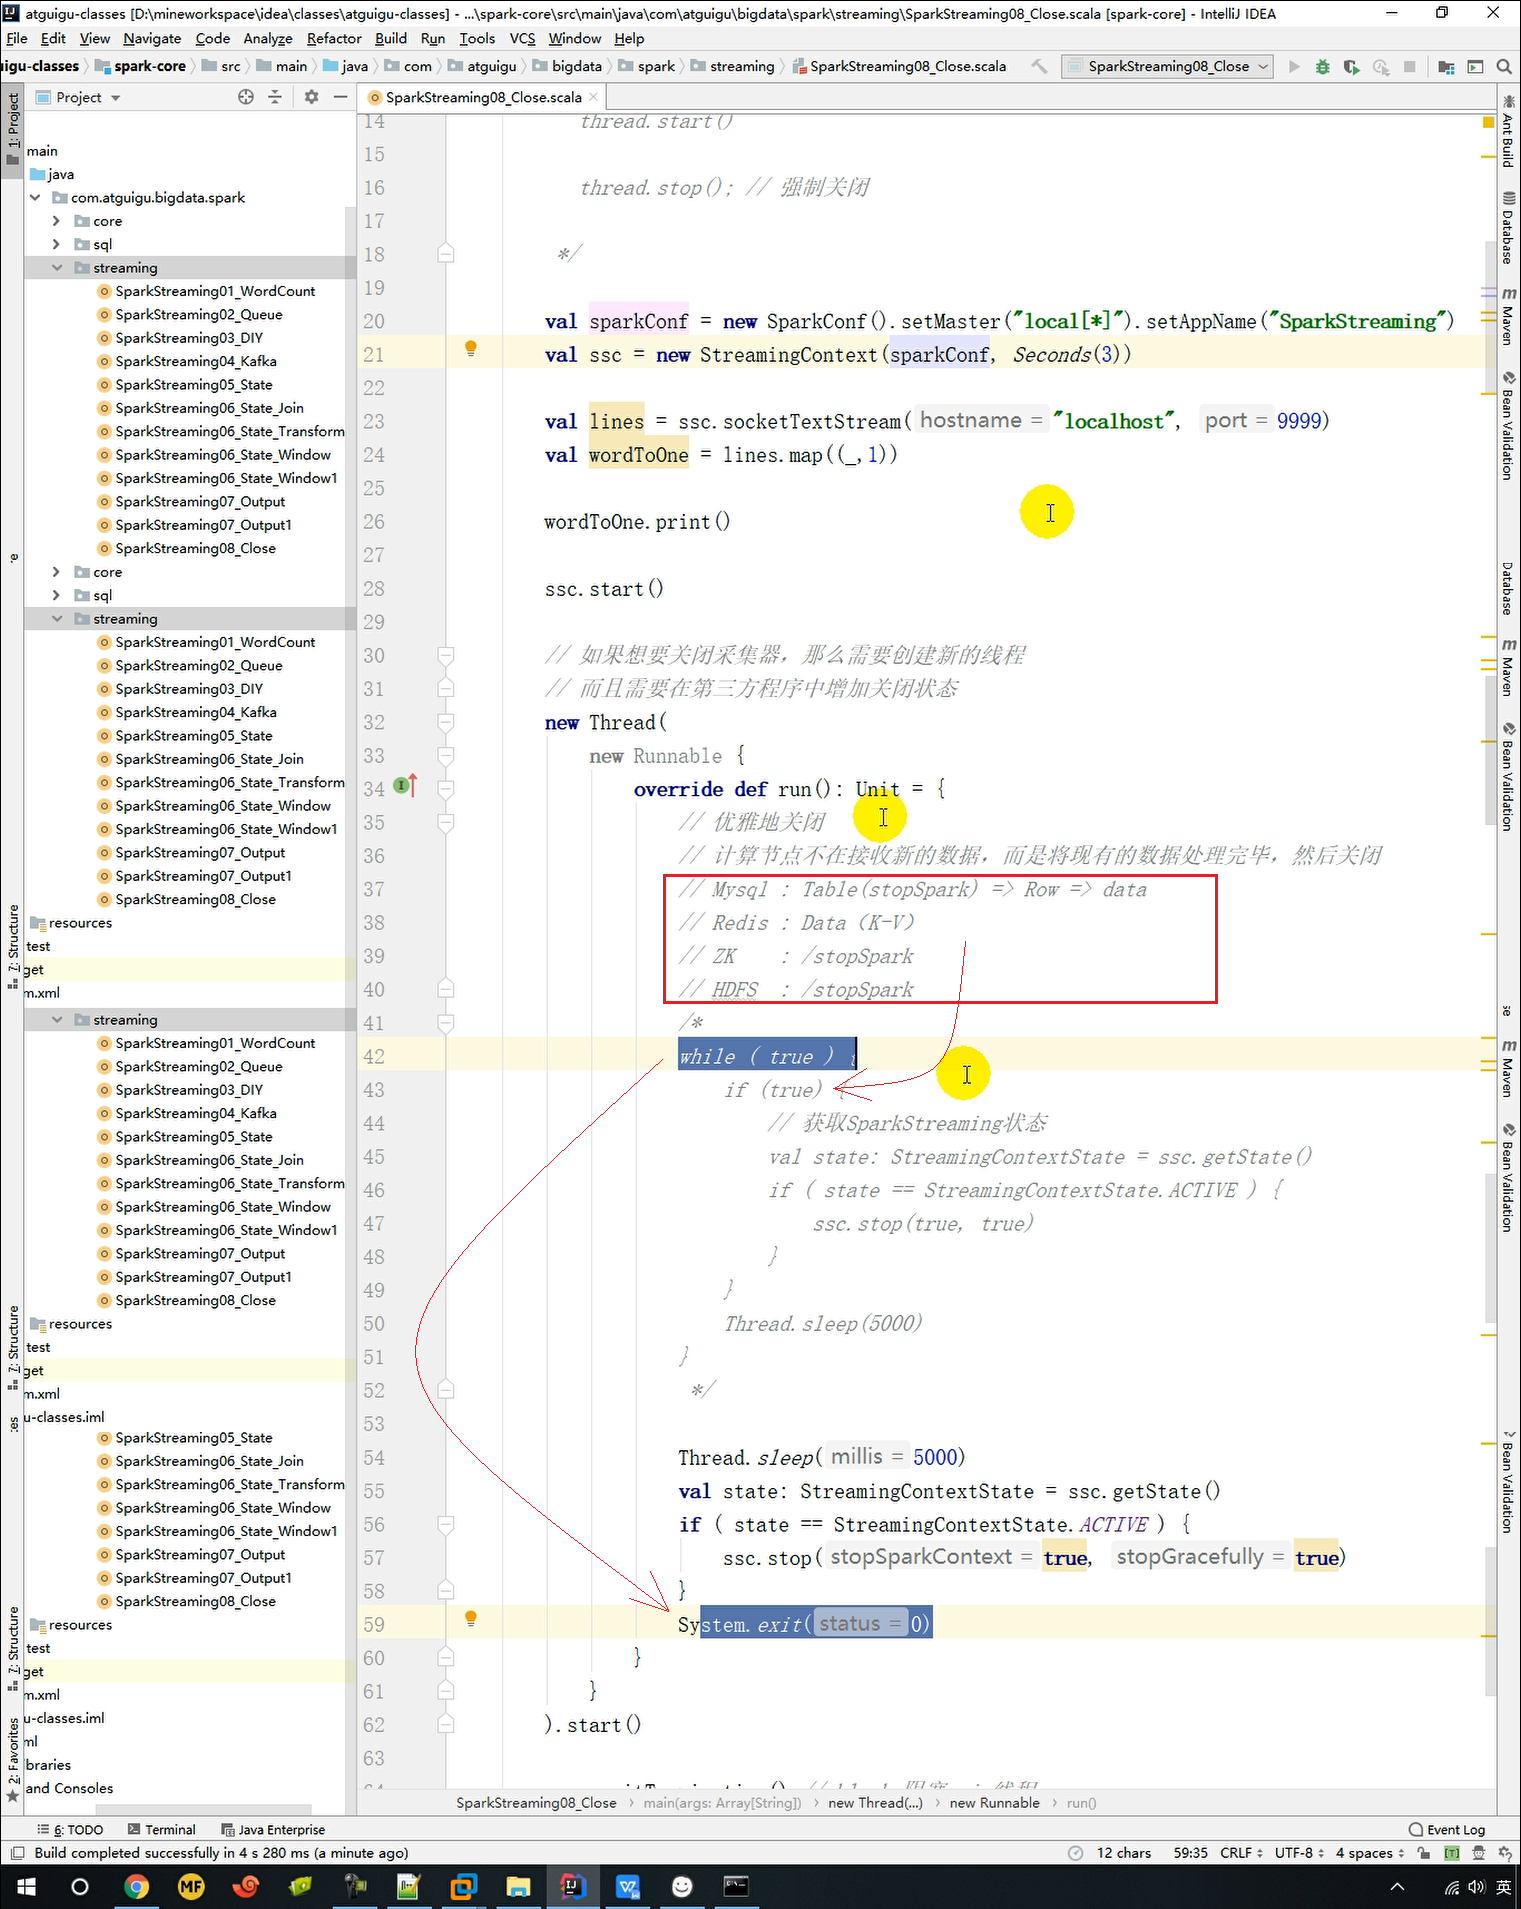 atguigu-classes [D:\mineworkspace\idea\classes\atguigu-classes] - ...\spark-core\src\main\java\com\atguigu\bigdata\spark\streaming\SparkStreaming08_Close.scala [spark-core] - IntelliJ IDEA
File Edit View Navigate Code Analyze Refactor Build Run Tools VCS Window Help
uigu-classes spark-core src main java com atguigu bigdata spark streaming SparkStreaming08_Close.scala SparkStreaming08_Close
Project
SparkStreaming08_Close.scala
1: Project
main
java
com.atguigu.bigdata.spark
core
sql
streaming
SparkStreaming01_WordCount
SparkStreaming02_Queue
SparkStreaming03_DIY
SparkStreaming04_Kafka
SparkStreaming05_State
SparkStreaming06_State_Join
SparkStreaming06_State_Transform
SparkStreaming06_State_Window
SparkStreaming06_State_Window1
SparkStreaming07_Output
SparkStreaming07_Output1
SparkStreaming08_Close
core
sql
streaming
SparkStreaming01_WordCount
SparkStreaming02_Queue
SparkStreaming03_DIY
SparkStreaming04_Kafka
SparkStreaming05_State
SparkStreaming06_State_Join
SparkStreaming06_State_Transform
SparkStreaming06_State_Window
SparkStreaming06_State_Window1
SparkStreaming07_Output
SparkStreaming07_Output1
SparkStreaming08_Close
resources
test
get
m.xml
streaming
SparkStreaming01_WordCount
SparkStreaming02_Queue
SparkStreaming03_DIY
SparkStreaming04_Kafka
SparkStreaming05_State
SparkStreaming06_State_Join
SparkStreaming06_State_Transform
SparkStreaming06_State_Window
SparkStreaming06_State_Window1
SparkStreaming07_Output
SparkStreaming07_Output1
SparkStreaming08_Close
resources
test
get
m.xml
u-classes.iml
SparkStreaming05_State
SparkStreaming06_State_Join
SparkStreaming06_State_Transform
SparkStreaming06_State_Window
SparkStreaming06_State_Window1
SparkStreaming07_Output
SparkStreaming07_Output1
SparkStreaming08_Close
resources
test
get
m.xml
u-classes.iml
ml
braries
and Consoles
7: Structure
7: Structure
7: Structure
2: Favorites
14 thread.start()
15
16 thread.stop(); // 强制关闭
17
18 */
19
20 val sparkConf = new SparkConf().setMaster("local[*]").setAppName("SparkStreaming")
21 val ssc = new StreamingContext(sparkConf, Seconds(3))
22
23 val lines = ssc.socketTextStream( hostname = "localhost", port = 9999)
24 val wordToOne = lines.map((_,1))
25
26 wordToOne.print()
27
28 ssc.start()
29
30 // 如果想要关闭采集器，那么需要创建新的线程
31 // 而且需要在第三方程序中增加关闭状态
32 new Thread(
33 new Runnable {
34 override def run(): Unit = {
35 // 优雅地关闭
36 // 计算节点不在接收新的数据，而是将现有的数据处理完毕，然后关闭
37 // Mysql : Table(stopSpark) => Row => data
38 // Redis : Data（K-V）
39 // ZK : /stopSpark
40 // HDFS : /stopSpark
41 /*
42 while ( true ) {
43 if (true) {
44 // 获取SparkStreaming状态
45 val state: StreamingContextState = ssc.getState()
46 if ( state == StreamingContextState.ACTIVE ) {
47 ssc.stop(true, true)
48 }
49 }
50 Thread.sleep(5000)
51 }
52 */
53
54 Thread.sleep( millis = 5000)
55 val state: StreamingContextState = ssc.getState()
56 if ( state == StreamingContextState.ACTIVE ) {
57 ssc.stop( stopSparkContext = true, stopGracefully = true)
58 }
59 System.exit( status = 0)
60 }
61 }
62 ).start()
63
Ant Build
Database
Maven
Bean Validation
Database
Maven
Bean Validation
se
Maven
Bean Validation
Bean Validation
SparkStreaming08_Close main(args: Array[String]) new Thread(...) new Runnable run()
6: TODO Terminal Java Enterprise Event Log
Build completed successfully in 4 s 280 ms (a minute ago) 12 chars 59:35 CRLF UTF-8 4 spaces
英